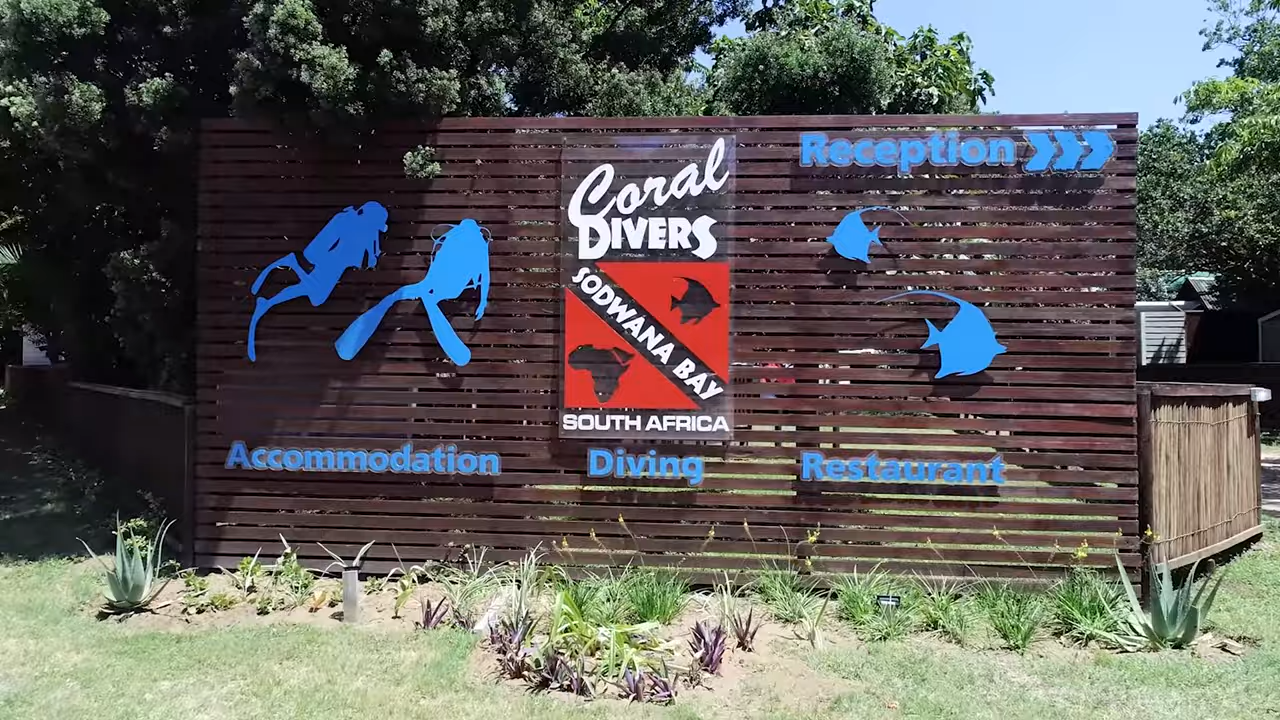 Reception
Coral
DIVERS
SODWANA BAY
SOUTH AFRICA
Accommodation
Diving
Restaurant